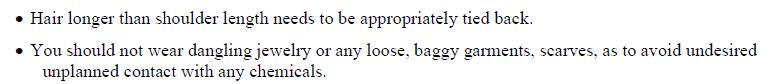 • Hair longer than shoulder length needs to be appropriately tied back.
• You should not wear dangling jewelry or any loose, baggy garments, scarves, as to avoid undesired
unplanned contact with any chemicals.